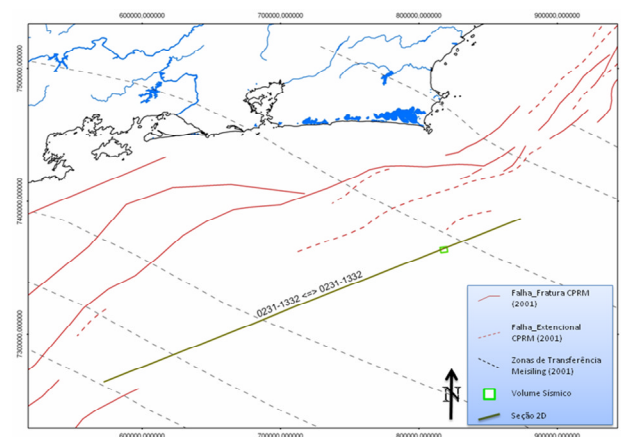 600000,000000 700000,000000 800000,000000 900000,000000
7500000,000000
7400000,000000
7300000,000000
0231-1332 <=> 0231-1332
Falha_Fratura CPRM
(2001)
Falha_Extencional
CPRM (2001)
Zonas de Transferência
Meisiling (2001)
Volume Sísmico
Seção 2D
N
600000,000000 700000,000000 800000,000000 900000,000000